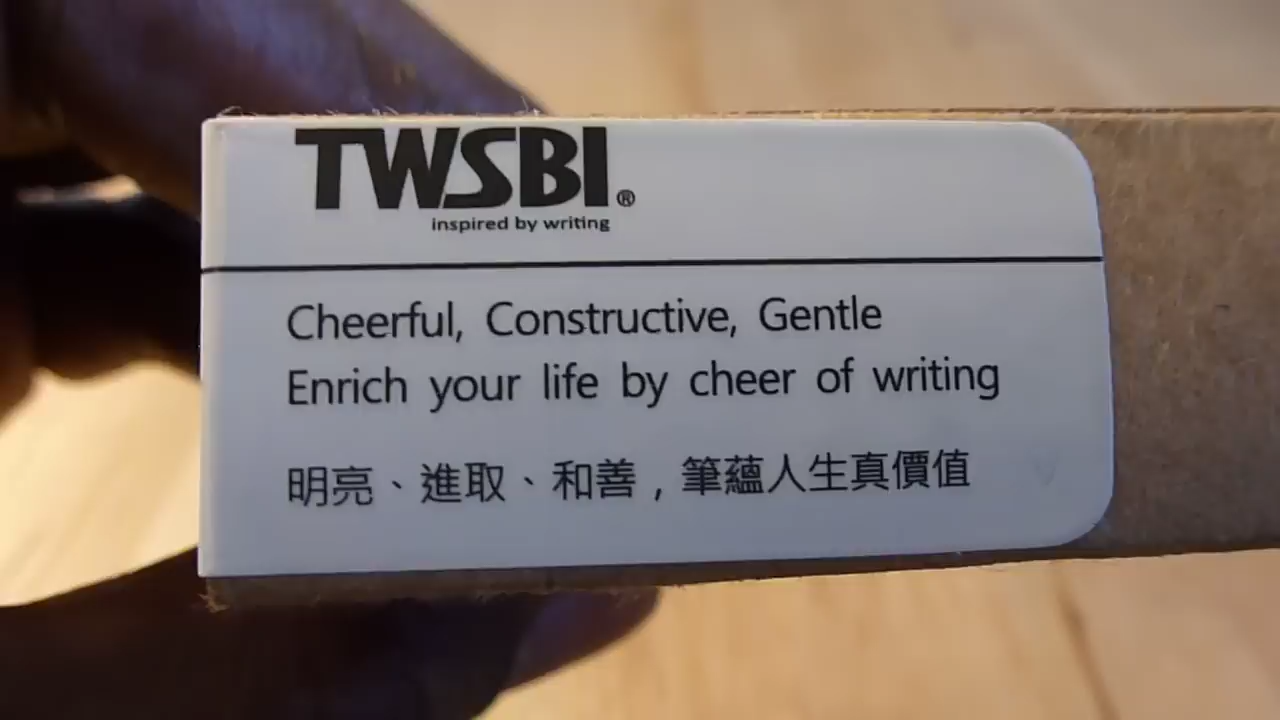 TWSBI®
inspired by writing
Cheerful, Constructive, Gentle
Enrich your life by cheer of writing
明亮、進取、和善,筆蘊人生真價值